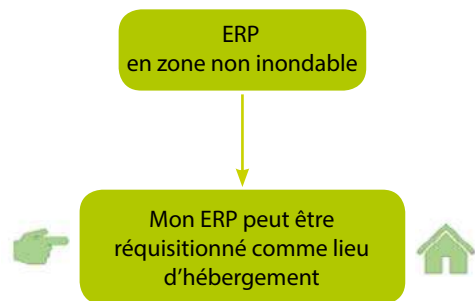 ERP
en zone non inondable
Mon ERP peut être
réquisitionné comme lieu
d’hébergement